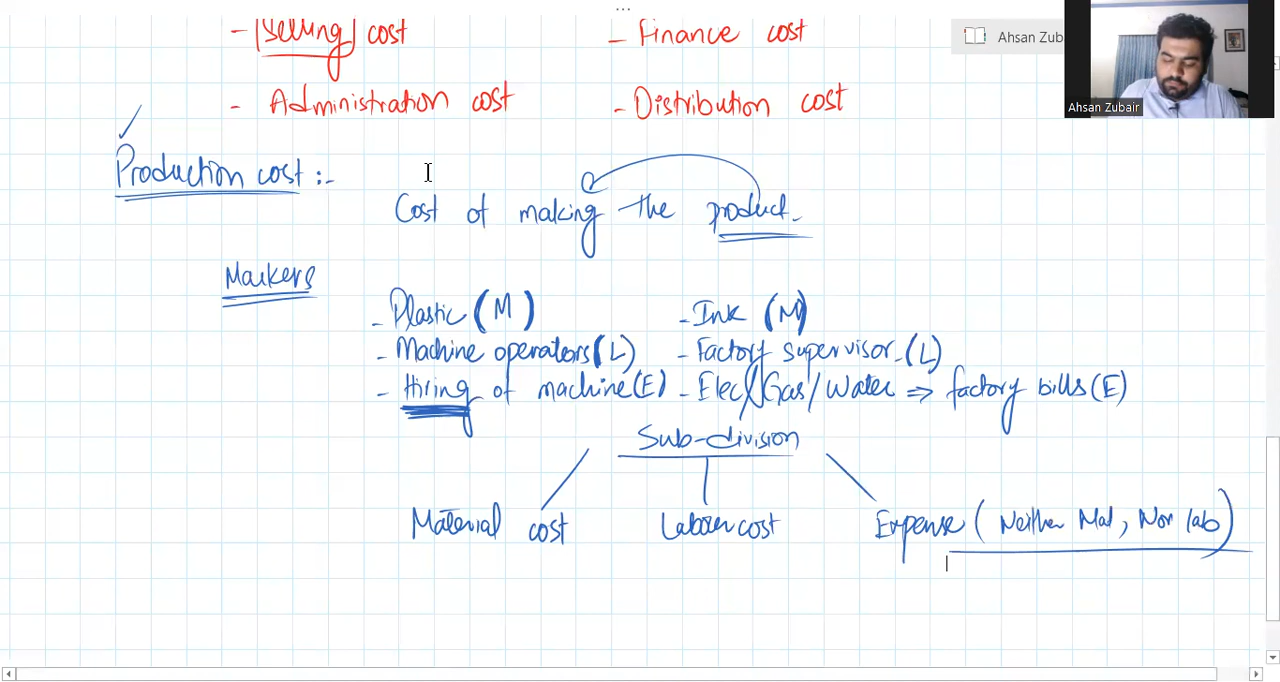 - Selling cost - Finance cost
Ahsan Zub
- Administration cost - Distribution cost
Ahsan Zubair
Production cost :-
Cost of making the product.
Markers
- Plastic (M) - Ink (M)
- Machine operators (L) - Factory supervisor. (L)
- Hiring of machine (E) - Elec/Gas/Water ⇒ factory bills (E)
Sub-division
Material cost Labour cost Expense (Neither Mat, Nor lab)